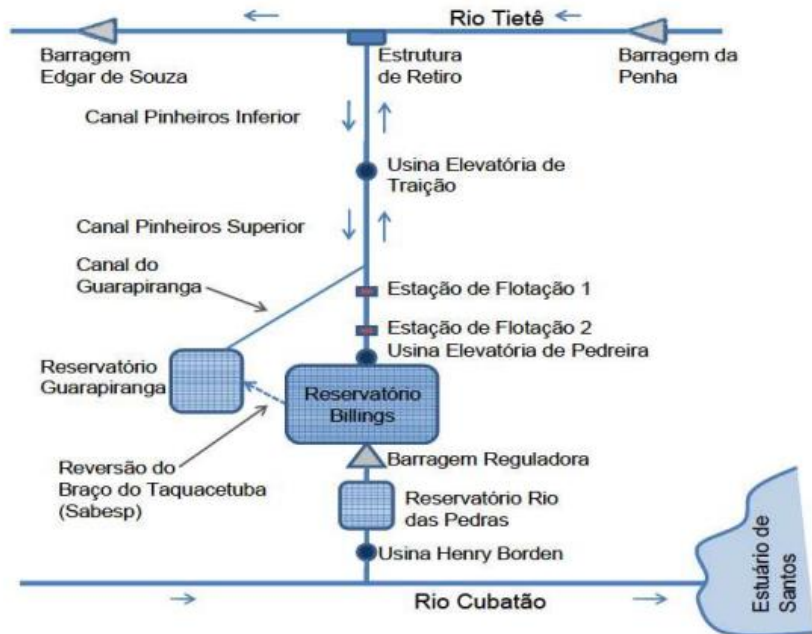 Rio Tietê
Barragem
Edgar de Souza
Estrutura
de Retiro
Barragem da
Penha
Canal Pinheiros Inferior
Usina Elevatória de
Traição
Canal Pinheiros Superior
Canal do
Guarapiranga
Estação de Flotação 1
Estação de Flotação 2
Usina Elevatória de Pedreira
Reservatório
Guarapiranga
Reservatório
Billings
Reversão do
Braço do Taquacetuba
(Sabesp)
Barragem Reguladora
Reservatório Rio
das Pedras
Usina Henry Borden
Rio Cubatão
Estuário de
Santos